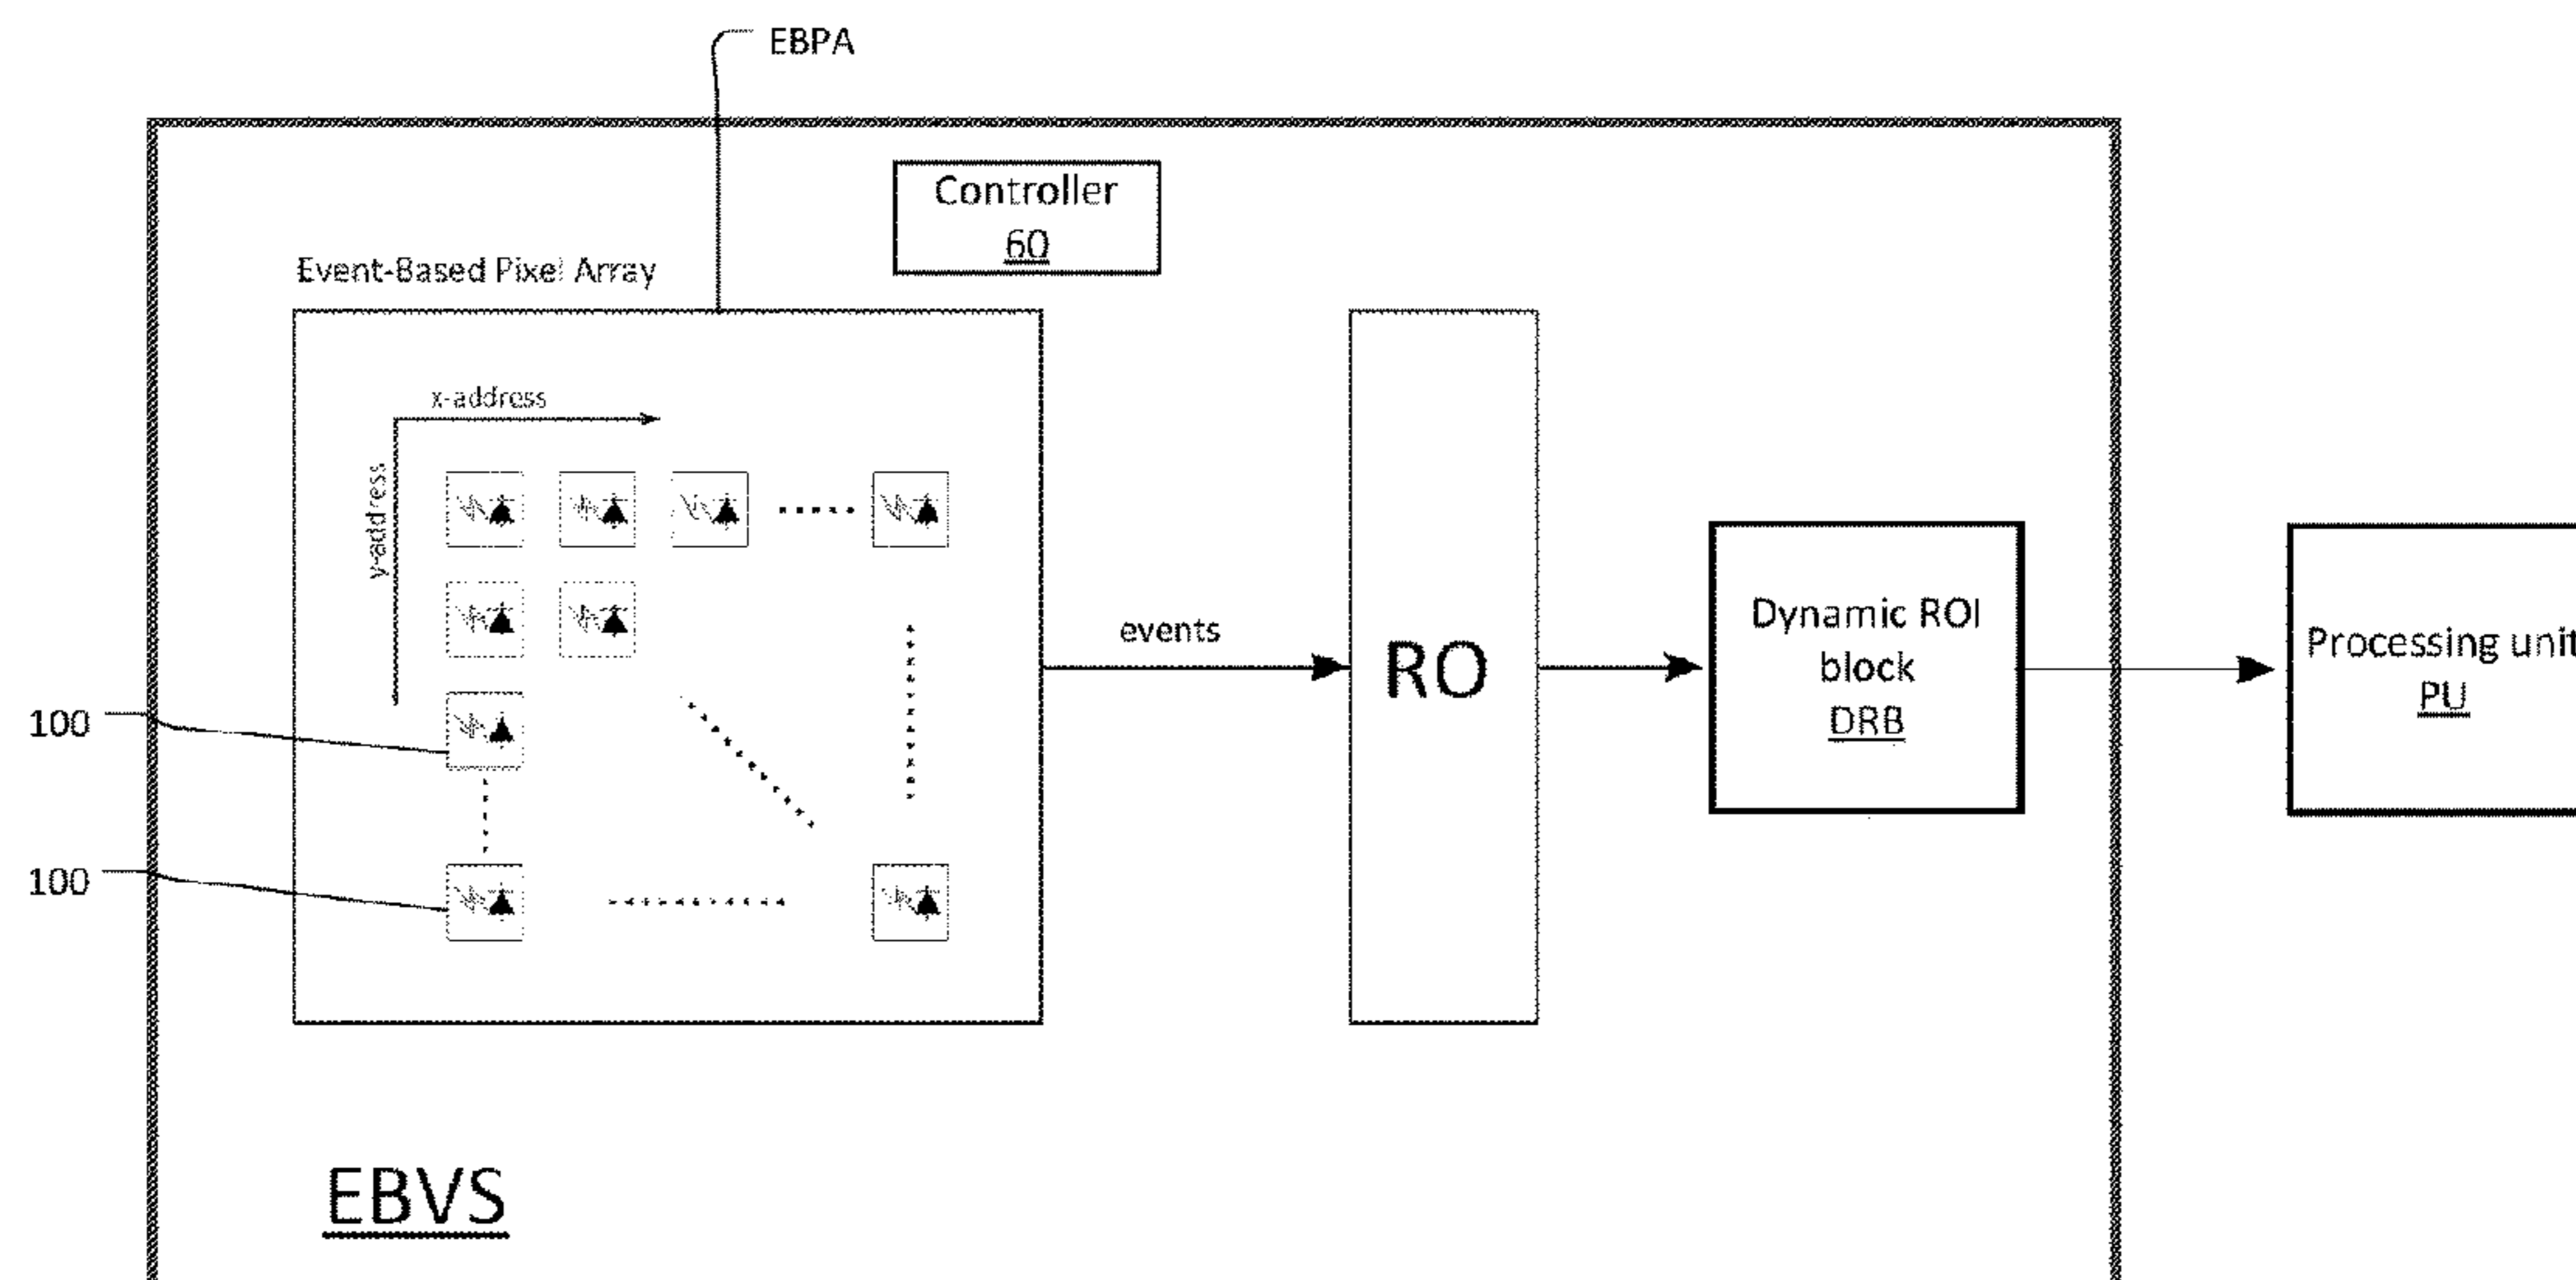 EBPA
Controller
60
Event-Based Pixel Array
x-address
y-address
events
RO
Dynamic ROI
block
DRB
Processing unit
PU
100
100
EBVS